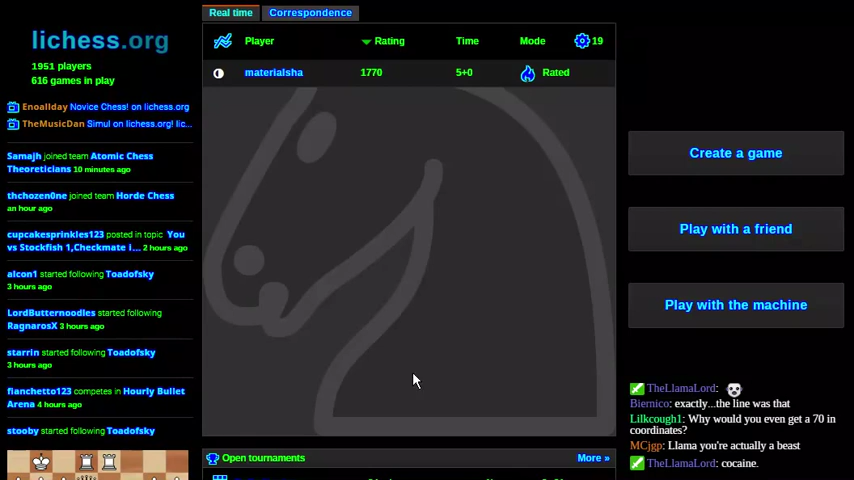 Real time
Correspondence
lichess.org
1951 players
616 games in play
Enoallday Novice Chess! on lichess.org
TheMusicDan Simul on lichess.org! lic...
Samajh joined team Atomic Chess
Theoreticians 10 minutes ago
thchozen0ne joined team Horde Chess
an hour ago
cupcakesprinkles123 posted in topic You
vs Stockfish 1,Checkmate i... 2 hours ago
alcon1 started following Toadofsky
3 hours ago
LordButternoodles started following
RagnarosX 3 hours ago
starrin started following Toadofsky
3 hours ago
fianchetto123 competes in Hourly Bullet
Arena 4 hours ago
stooby started following Toadofsky
Player Rating Time Mode 19
materialsha 1770 5+0 Rated
Open tournaments More »
Create a game
Play with a friend
Play with the machine
TheLlamaLord:
Biernico: exactly...the line was that
Lilkcough1: Why would you even get a 70 in
coordinates?
MCjgp: Llama you're actually a beast
TheLlamaLord: cocaine.